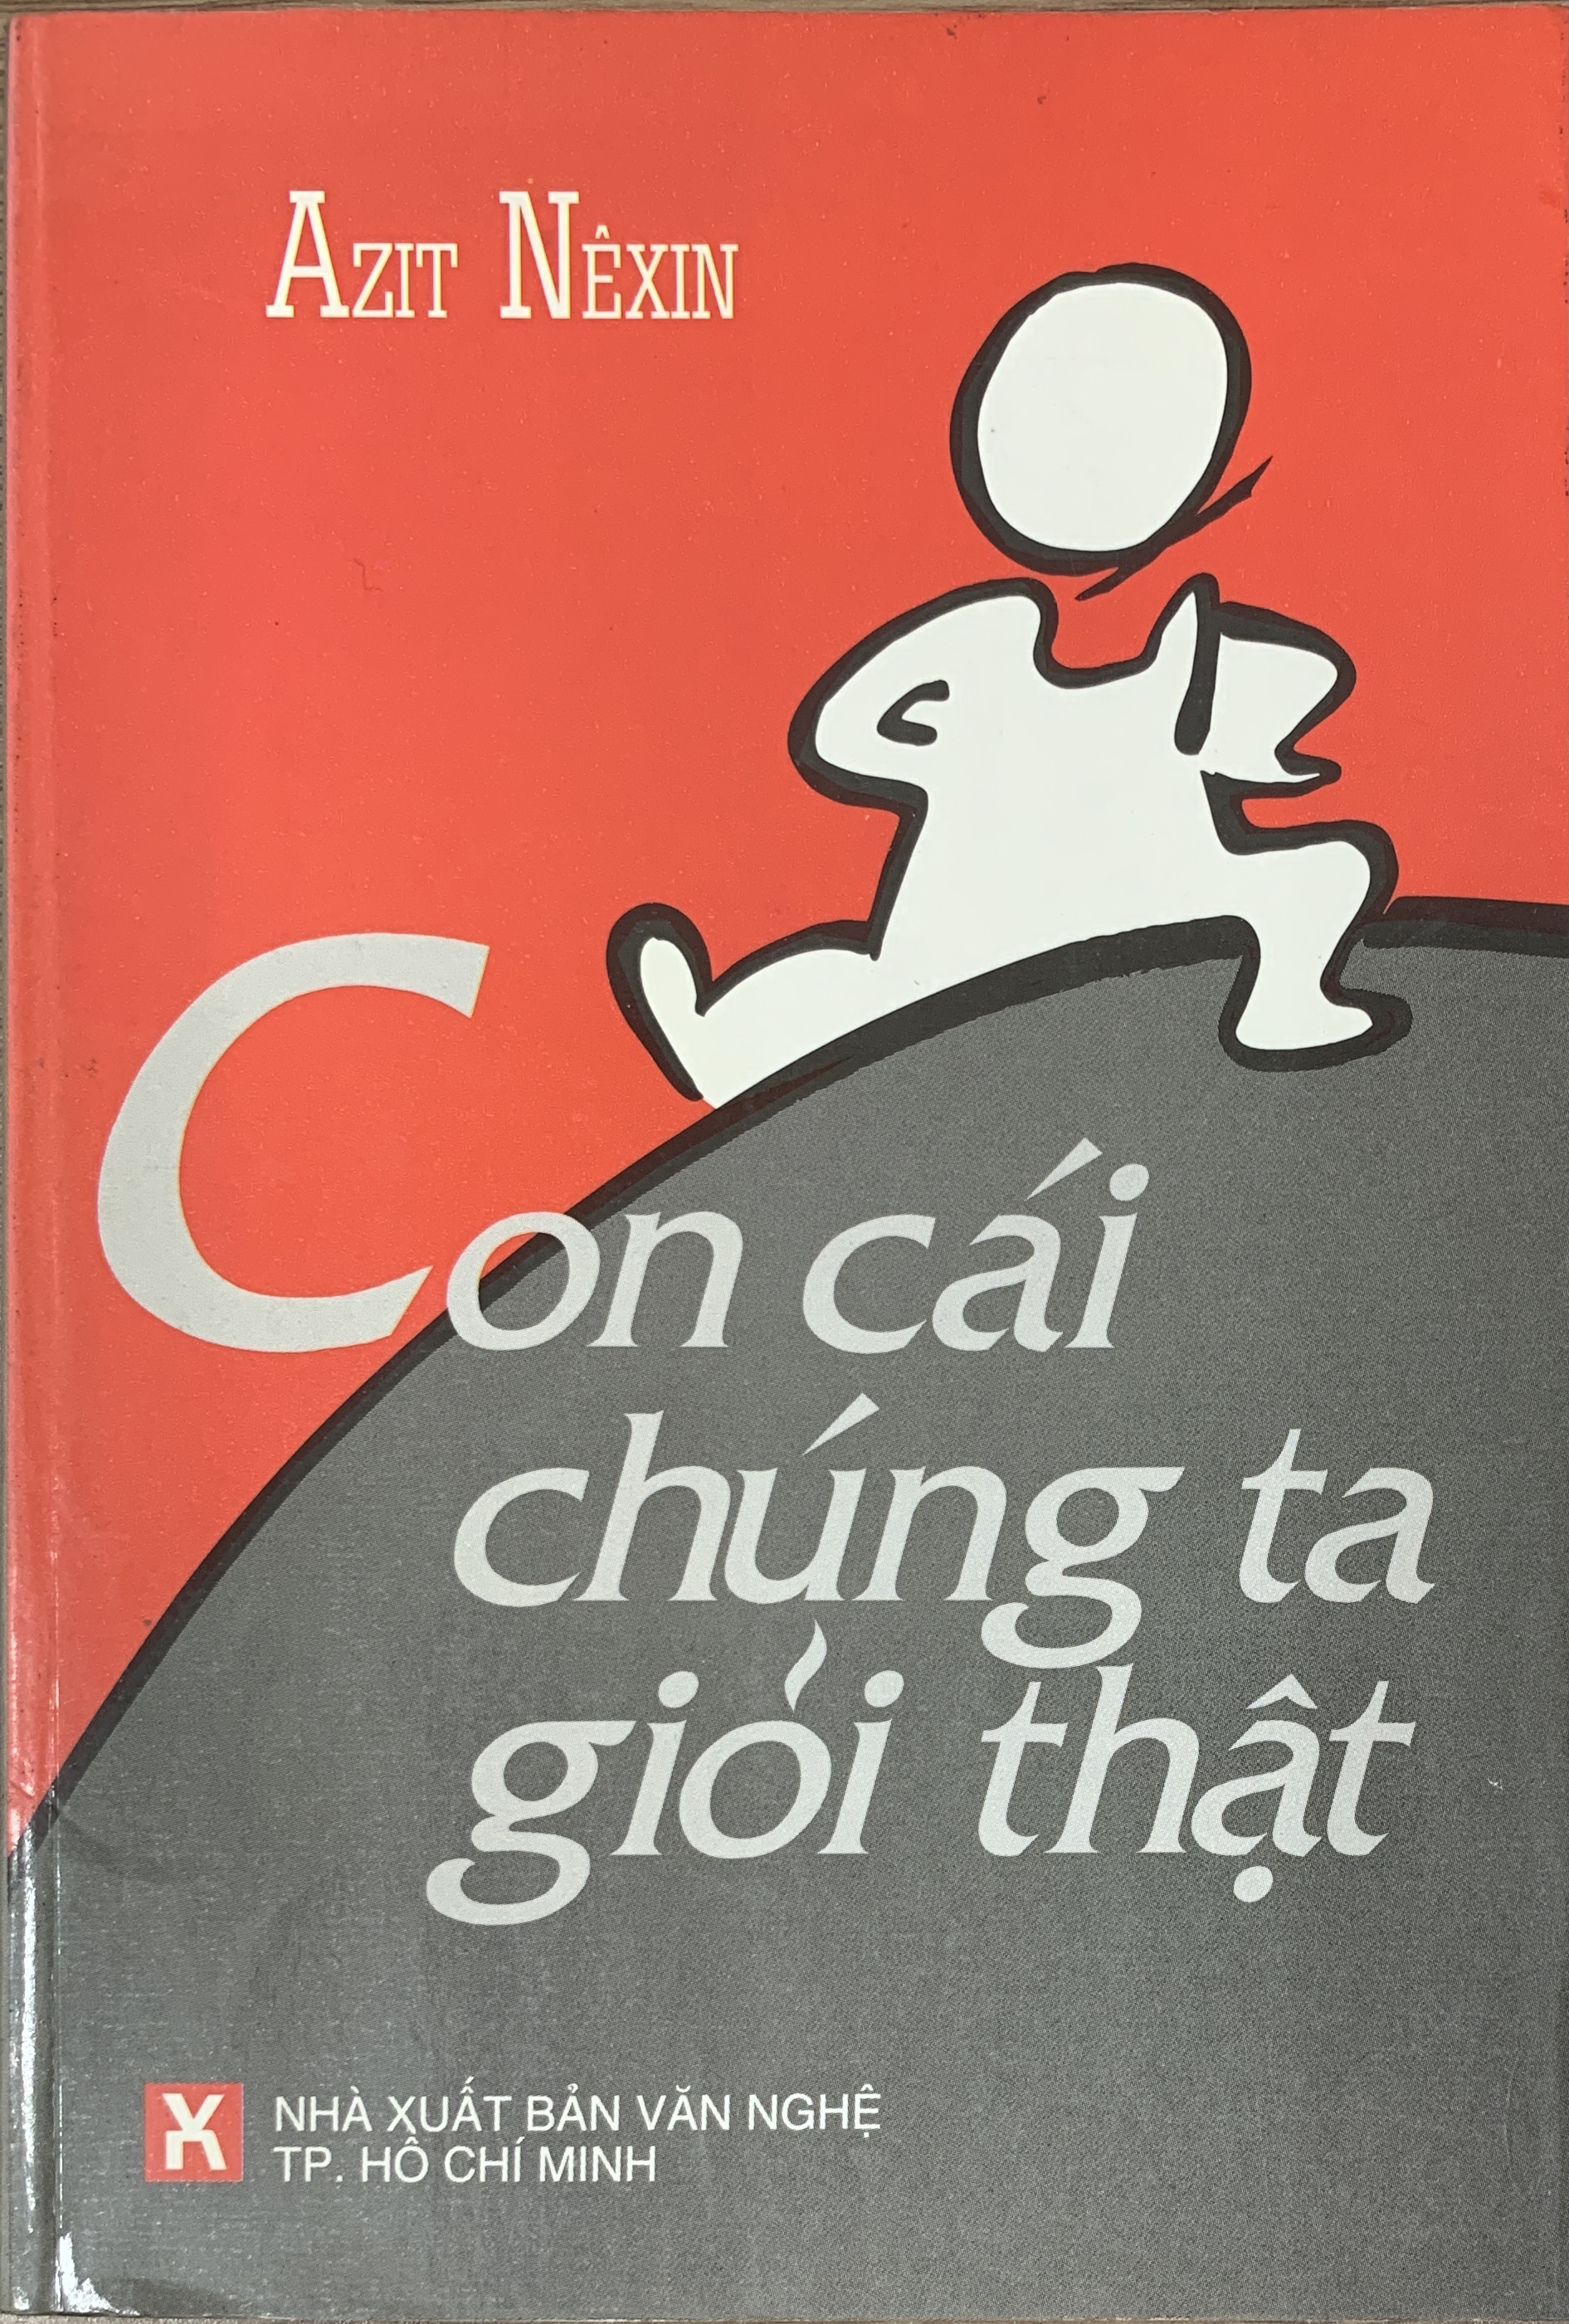 AZIT NÊXIN
Con cái
chúng ta
giỏi thật
NHÀ XUẤT BẢN VĂN NGHỆ
TP. HỒ CHÍ MINH